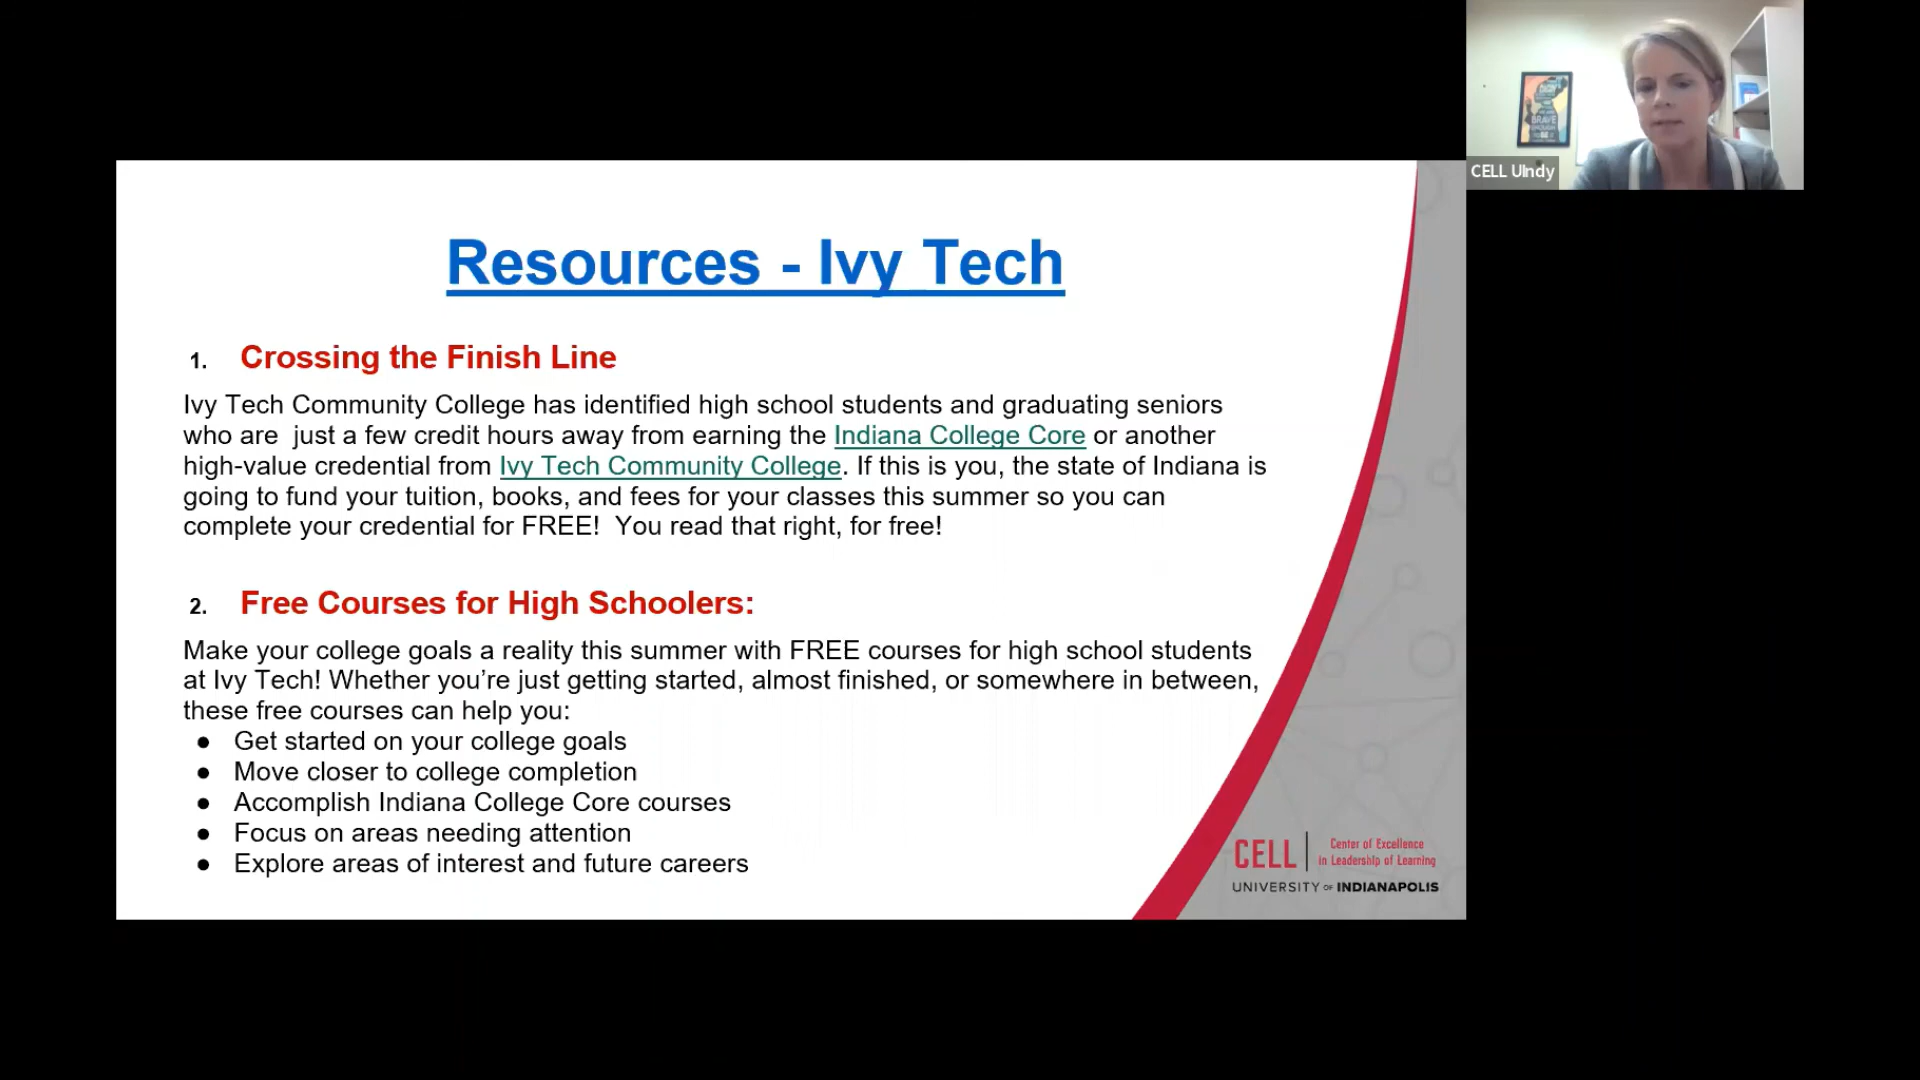 BRAVE
CELL UIndy
Resources - Ivy Tech
1. Crossing the Finish Line
Ivy Tech Community College has identified high school students and graduating seniors
who are  just a few credit hours away from earning the Indiana College Core or another
high-value credential from Ivy Tech Community College. If this is you, the state of Indiana is
going to fund your tuition, books, and fees for your classes this summer so you can
complete your credential for FREE!  You read that right, for free!
2. Free Courses for High Schoolers:
Make your college goals a reality this summer with FREE courses for high school students
at Ivy Tech! Whether you’re just getting started, almost finished, or somewhere in between,
these free courses can help you:
● Get started on your college goals
● Move closer to college completion
● Accomplish Indiana College Core courses
● Focus on areas needing attention
● Explore areas of interest and future careers
CELL | Center of Excellence
in Leadership of Learning
UNIVERSITY OF INDIANAPOLIS